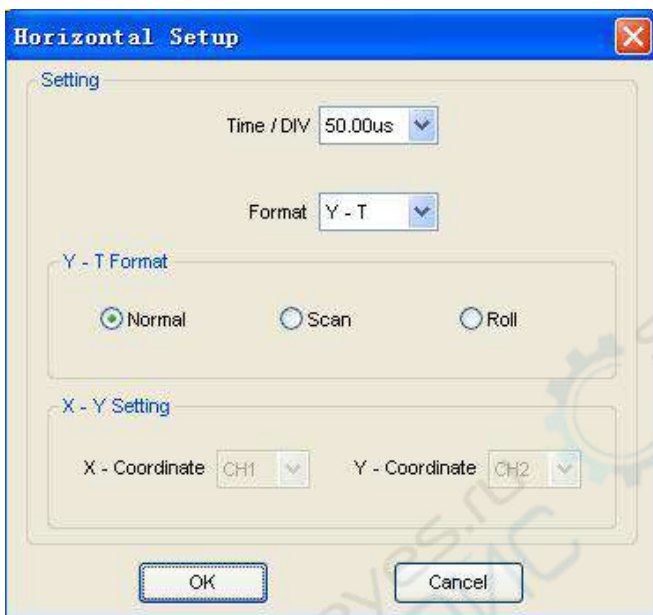 Horizontal Setup
Setting
Time / DIV 50.00us
Format Y - T
Y - T Format
Normal Scan Roll
X - Y Setting
X - Coordinate CH1 Y - Coordinate CH2
OK Cancel